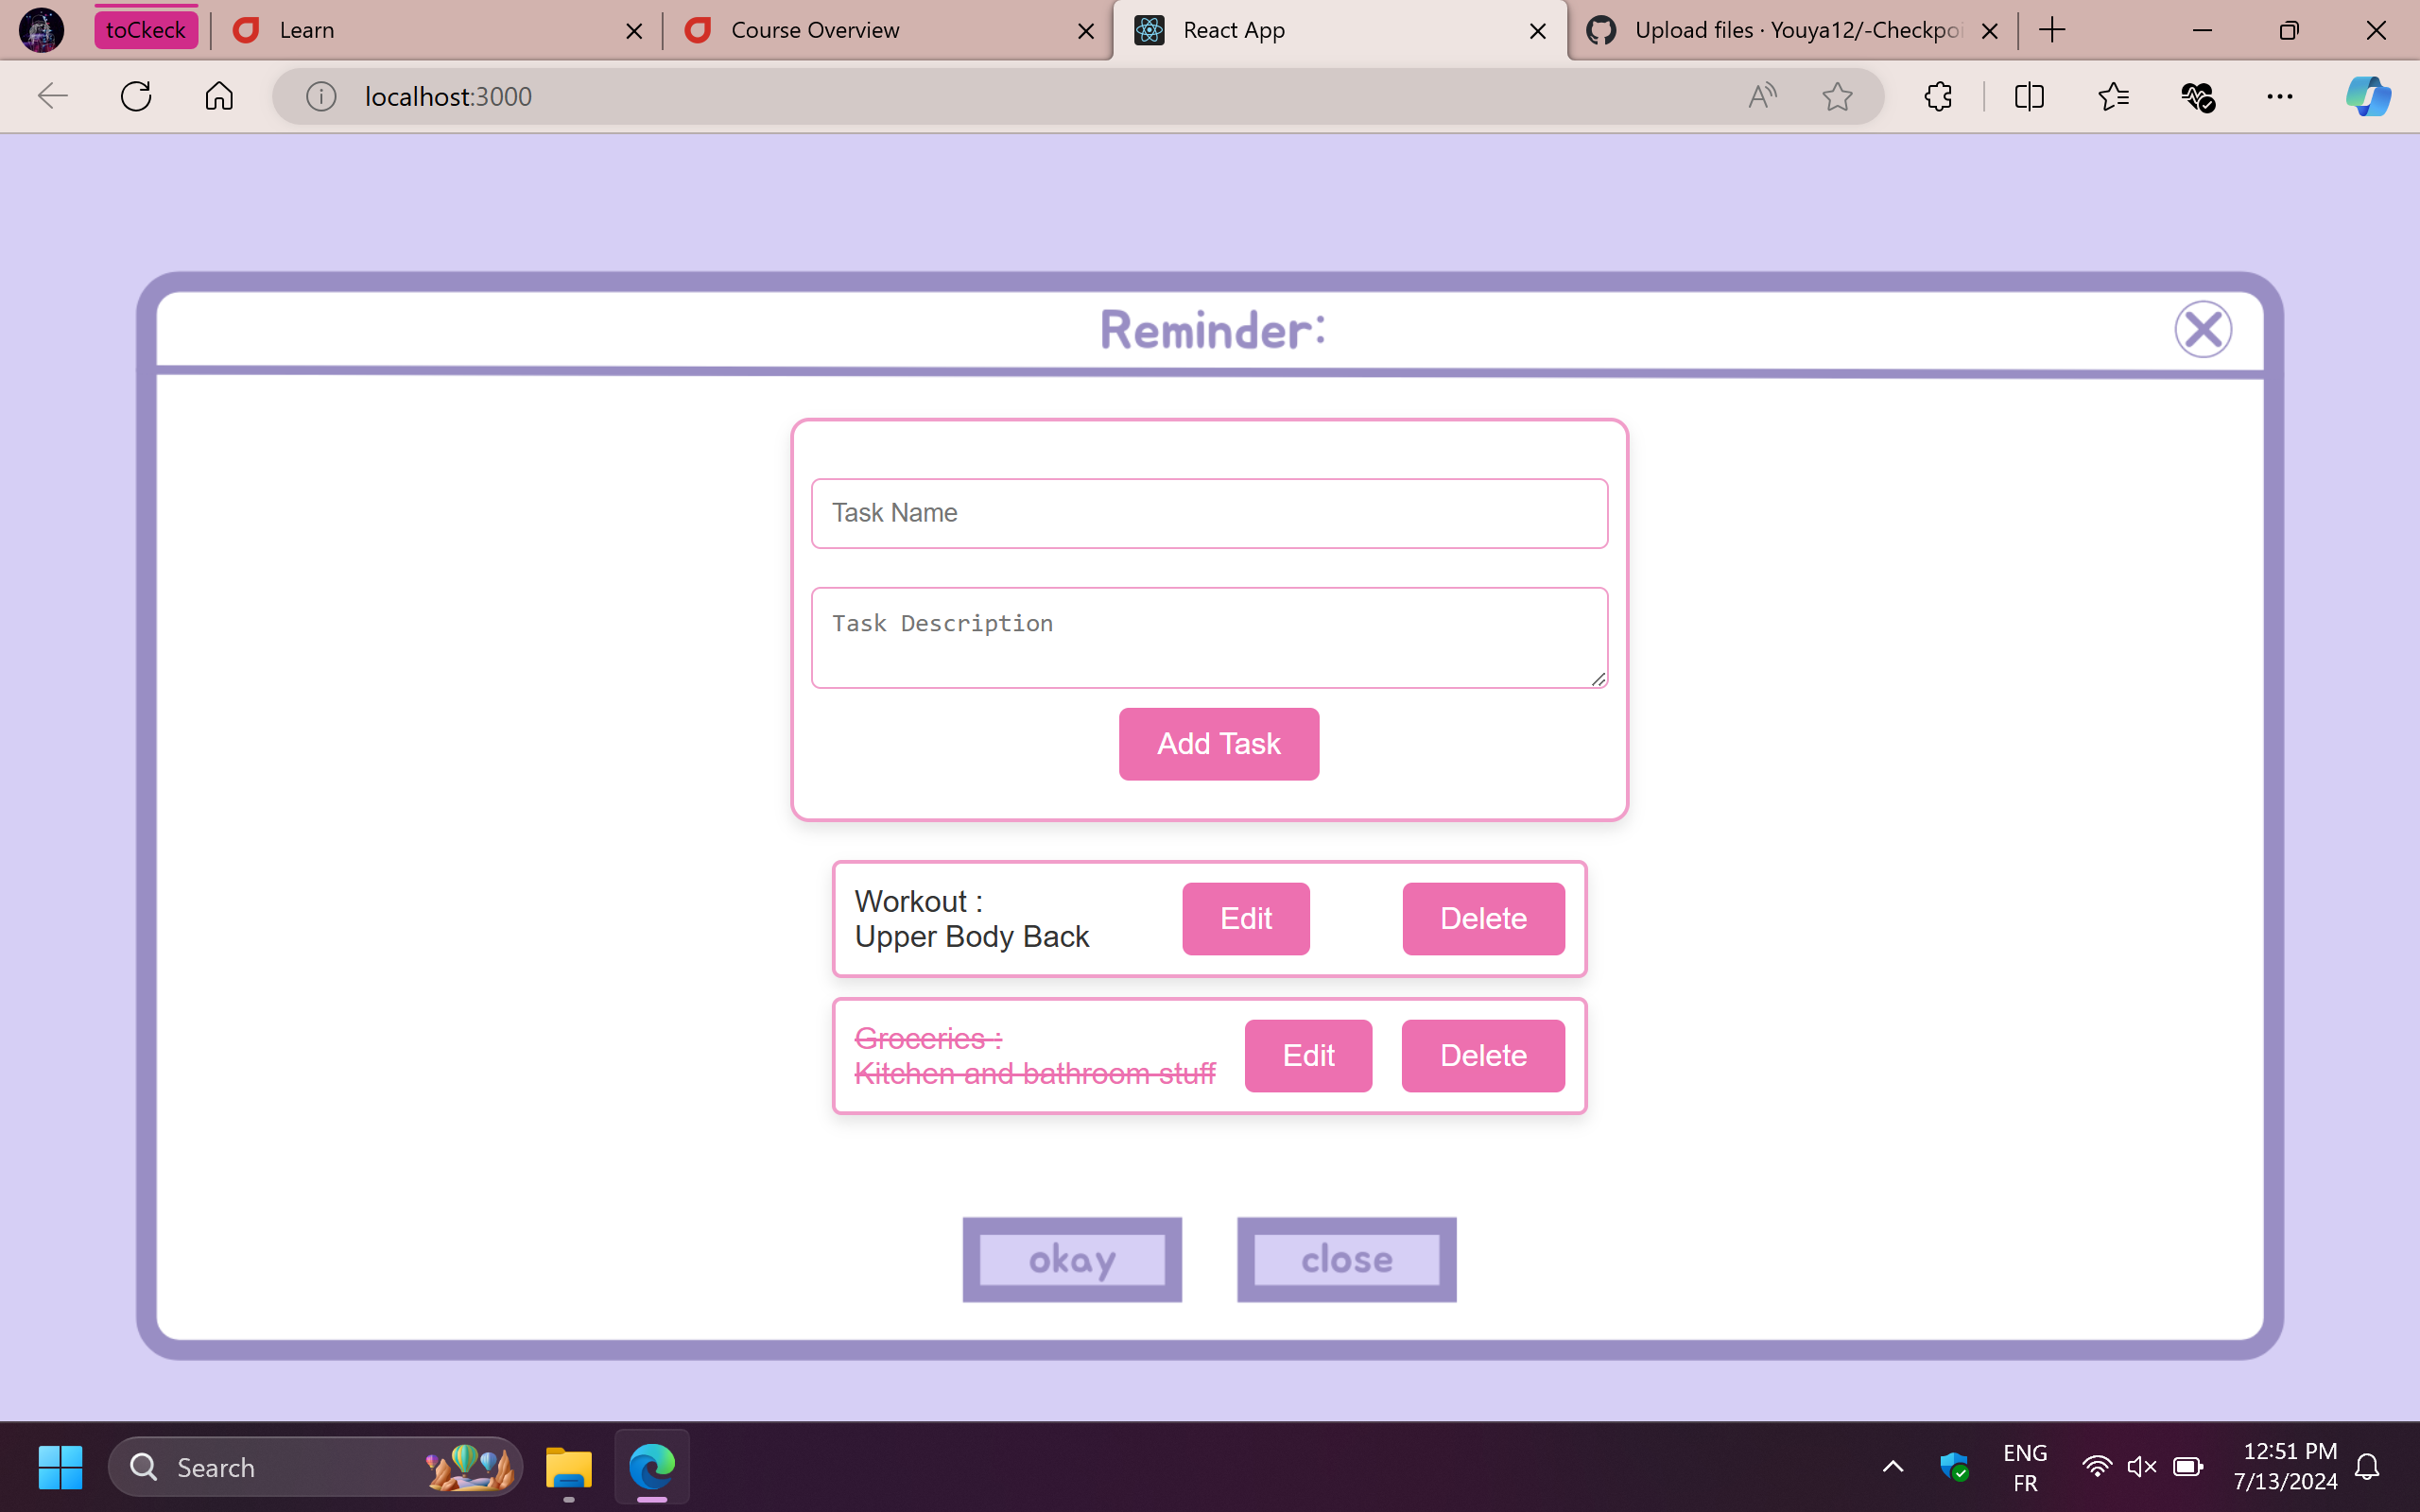 toCkeck
Learn
Course Overview
React App
Upload files · Youya12/-Checkpoi
localhost:3000
Reminder:
Task Name
Task Description
Add Task
Workout :
Upper Body Back
Edit
Delete
Groceries :
Kitchen and bathroom stuff
Edit
Delete
okay
close
Search
ENG
FR
12:51 PM
7/13/2024